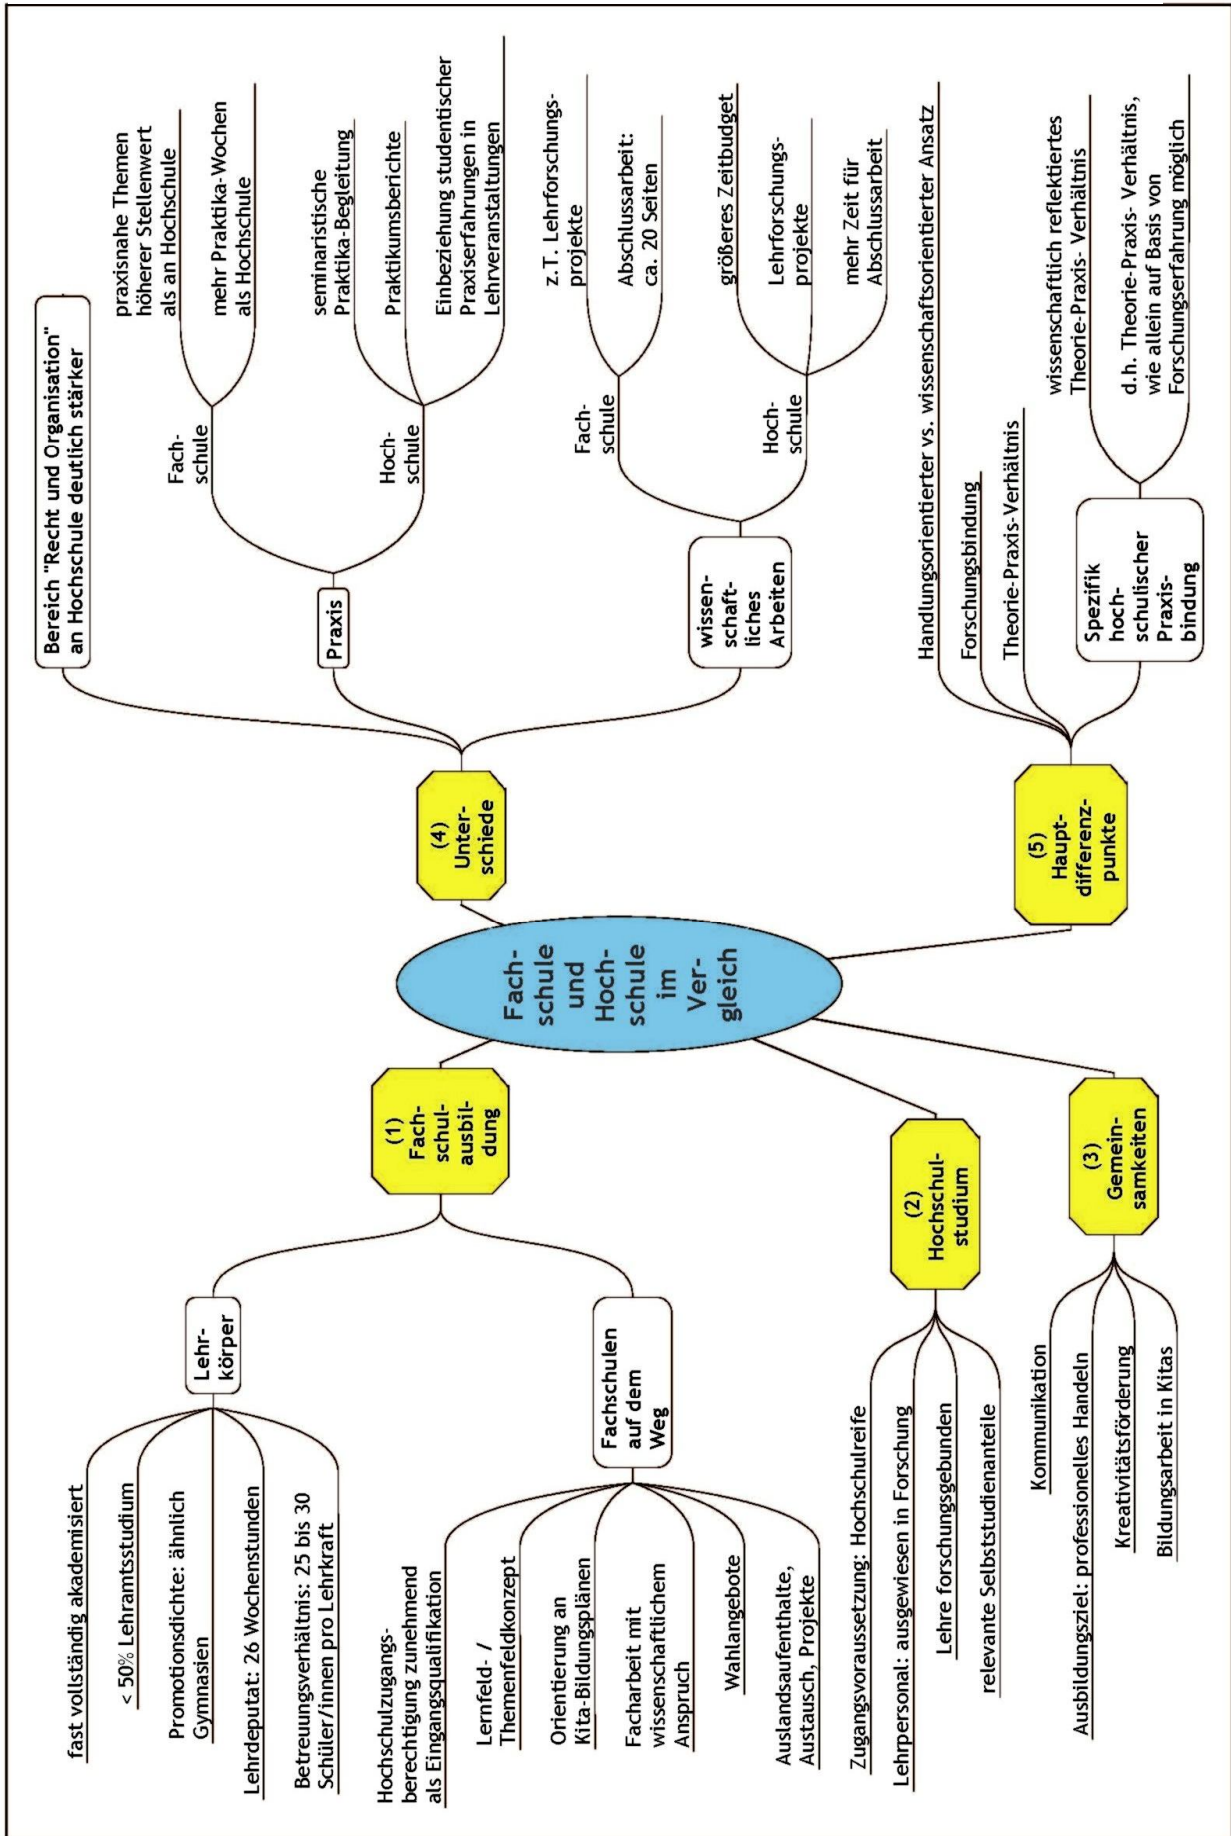 Fach-
schule
und
Hoch-
schule
im
Ver-
gleich
(1)
Fach-
schul-
ausbil-
dung
Lehr-
körper
fast vollständig akademisiert
< 50% Lehramtsstudium
Promotionsdichte: ähnlich
Gymnasien
Lehrdeputat: 26 Wochenstunden
Betreuungsverhältnis: 25 bis 30
Schüler/innen pro Lehrkraft
Fachschulen
auf dem
Weg
Hochschulzugangs-
berechtigung zunehmend
als Eingangsqualifikation
Lernfeld- /
Themenfeldkonzept
Orientierung an
Kita-Bildungsplänen
Facharbeit mit
wissenschaftlichem
Anspruch
Wahlangebote
Auslandsaufenthalte,
Austausch, Projekte
(2)
Hochschul-
studium
Zugangsvoraussetzung: Hochschulreife
Lehrpersonal: ausgewiesen in Forschung
Lehre forschungsgebunden
relevante Selbststudienanteile
(3)
Gemein-
samkeiten
Kommunikation
Ausbildungsziel: professionelles Handeln
Kreativitätsförderung
Bildungsarbeit in Kitas
(4)
Unter-
schiede
Bereich "Recht und Organisation"
an Hochschule deutlich stärker
Praxis
Fach-
schule
praxisnahe Themen
höherer Stellenwert
als an Hochschule
mehr Praktika-Wochen
als Hochschule
Hoch-
schule
seminaristische
Praktika-Begleitung
Praktikumsberichte
Einbeziehung studentischer
Praxiserfahrungen in
Lehrveranstaltungen
wissen-
schaft-
liches
Arbeiten
Fach-
schule
z.T. Lehrforschungs-
projekte
Abschlussarbeit:
ca. 20 Seiten
Hoch-
schule
größeres Zeitbudget
Lehrforschungs-
projekte
mehr Zeit für
Abschlussarbeit
(5)
Haupt-
differenz-
punkte
Handlungsorientierter vs. wissenschaftsorientierter Ansatz
Forschungsbindung
Theorie-Praxis-Verhältnis
Spezifik
hoch-
schulischer
Praxis-
bindung
wissenschaftlich reflektiertes
Theorie-Praxis- Verhältnis
d.h. Theorie-Praxis- Verhältnis,
wie allein auf Basis von
Forschungserfahrung möglich